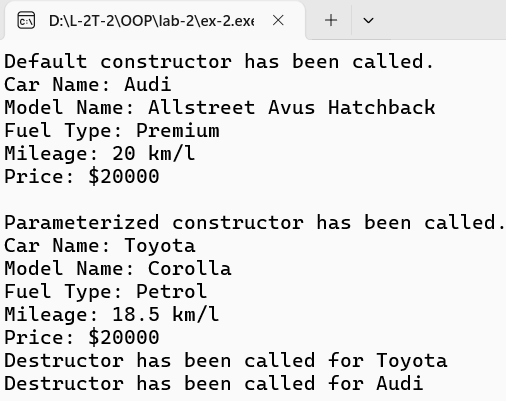 D:\L-2T-2\OOP\lab-2\ex-2.exe
Default constructor has been called.
Car Name: Audi
Model Name: Allstreet Avus Hatchback
Fuel Type: Premium
Mileage: 20 km/l
Price: $20000
Parameterized constructor has been called.
Car Name: Toyota
Model Name: Corolla
Fuel Type: Petrol
Mileage: 18.5 km/l
Price: $20000
Destructor has been called for Toyota
Destructor has been called for Audi